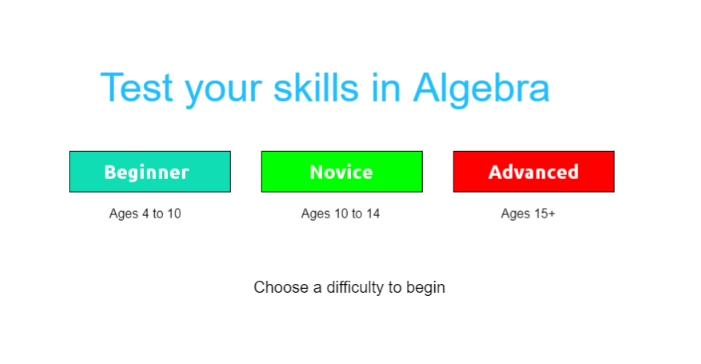 Test your skills in Algebra
Beginner Novice Advanced
Ages 4 to 10 Ages 10 to 14 Ages 15+
Choose a difficulty to begin